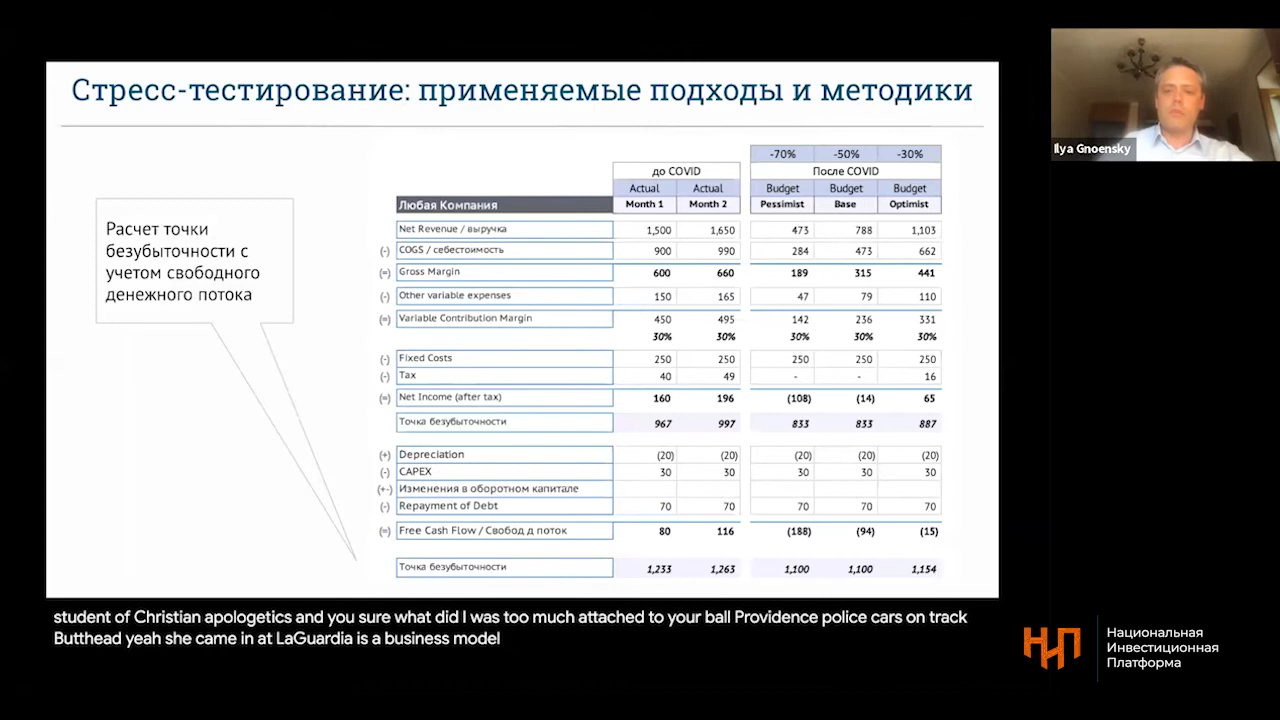 Стресс-тестирование: применяемые подходы и методики
Расчет точки
безубыточности с
учетом свободного
денежного потока
-70% -50% -30%
до COVID После COVID
Actual Actual Budget Budget Budget
Любая Компания Month 1 Month 2 Pessimist Base Optimist
Net Revenue / выручка 1,500 1,650 473 788 1,103
(-) COGS / себестоимость 900 990 284 473 662
(=) Gross Margin 600 660 189 315 441
(-) Other variable expenses 150 165 47 79 110
(=) Variable Contribution Margin 450 495 142 236 331
30% 30% 30% 30% 30%
(-) Fixed Costs 250 250 250 250 250
(-) Tax 40 49 - - 16
(=) Net Income (after tax) 160 196 (108) (14) 65
Точка безубыточности 967 997 833 833 887
(+) Depreciation (20) (20) (20) (20) (20)
(-) CAPEX 30 30 30 30 30
(+-) Изменения в оборотном капитале
(-) Repayment of Debt 70 70 70 70 70
(=) Free Cash Flow / Свобод д поток 80 116 (188) (94) (15)
Точка безубыточности 1,233 1,263 1,100 1,100 1,154
Ilya Gnoensky
student of Christian apologetics and you sure what did I was too much attached to your ball Providence police cars on track
Butthead yeah she came in at LaGuardia is a business model
НИП
Национальная
Инвестиционная
Платформа